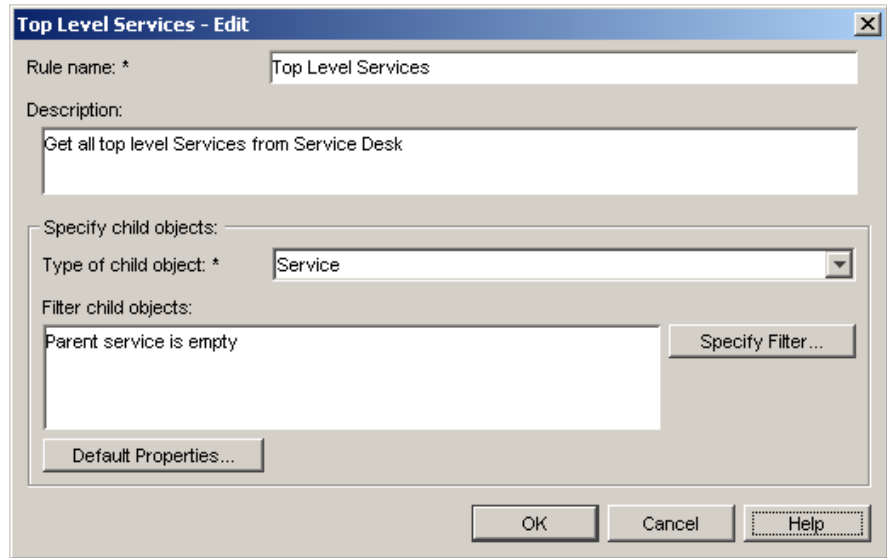 Top Level Services - Edit
Rule name: * Top Level Services
Description:
Get all top level Services from Service Desk
Specify child objects:
Type of child object: * Service
Filter child objects:
Parent service is empty
Specify Filter...
Default Properties...
OK Cancel Help